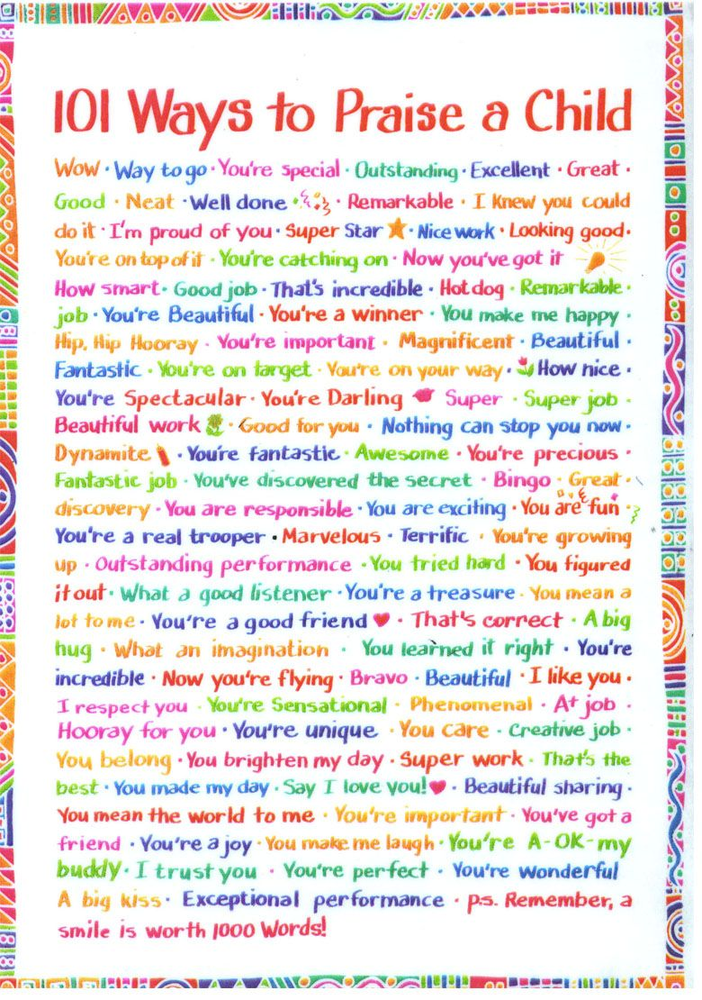 101 Ways to Praise a Child
Wow · Way to go · You're special · Outstanding · Excellent · Great ·
Good · Neat · Well done · Remarkable · I knew you could
do it · I'm proud of you · Super Star · Nice work · Looking good ·
You're on top of it · You're catching on · Now you've got it
How smart · Good job · That's incredible · Hot dog · Remarkable ·
job · You're Beautiful · You're a winner · You make me happy ·
Hip, Hip Hooray · You're important · Magnificent · Beautiful ·
Fantastic · You're on target · You're on your way · How nice ·
You're Spectacular · You're Darling Super · Super job ·
Beautiful work · Good for you · Nothing can stop you now ·
Dynamite · You're fantastic · Awesome · You're precious ·
Fantastic job · You've discovered the secret · Bingo · Great ·
discovery · You are responsible · You are exciting · You are fun ·
You're a real trooper · Marvelous · Terrific · You're growing
up · Outstanding performance · You tried hard · You figured
it out · What a good listener · You're a treasure · You mean a
lot to me · You're a good friend · That's correct · A big
hug · What an imagination · You learned it right · You're
incredible · Now you're flying · Bravo · Beautiful · I like you ·
I respect you · You're Sensational · Phenomenal · At job ·
Hooray for you · You're unique · You care · Creative job ·
You belong · You brighten my day · Super work · That's the
best · You made my day · Say I love you! · Beautiful sharing ·
You mean the world to me · You're important · You've got a
friend · You're a joy · You make me laugh · You're A-OK-my
buddy · I trust you · You're perfect · You're wonderful
A big kiss · Exceptional performance · p.s. Remember, a
smile is worth 1000 Words!